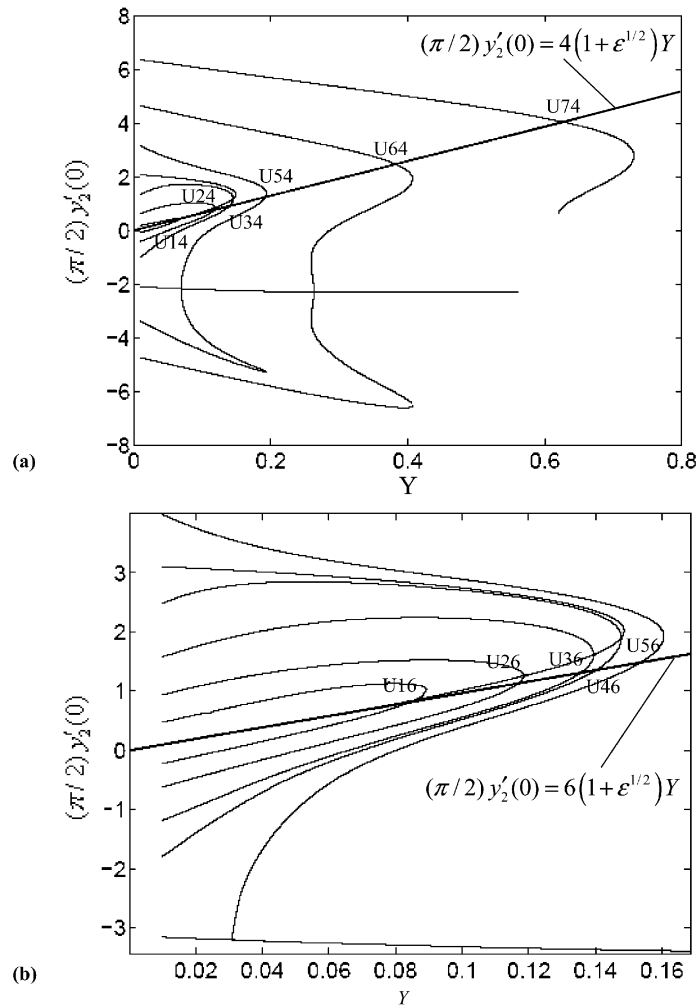 8
(π/2) y′₂(0) = 4(1+ε^{1/2})Y
6
U74
4
U64
2
U54
U24
0
U34
U14
−2
−4
−6
−8
(π/2) y′₂(0)
0 0.2 0.4 0.6 0.8
(a)
Y
3
2
U56
U36
U26
U16
1
U46
0
(π/2) y′₂(0) = 6(1+ε^{1/2})Y
−1
−2
−3
(π/2) y′₂(0)
0.02 0.04 0.06 0.08 0.1 0.12 0.14 0.16
(b)
Y